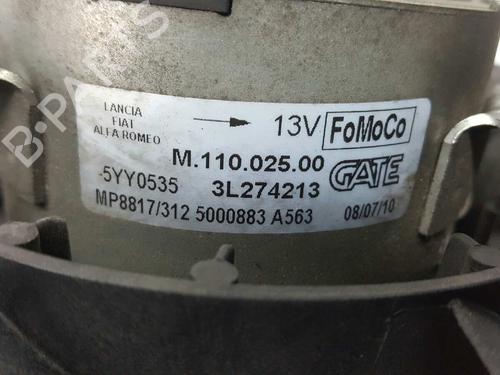 B-PARTS
LANCIA
FIAT
ALFA ROMEO
13V FoMoCo
M.110.025.00
-5YY0535 3L274213 GATE
MP8817/312 5000883 A563 08/07/10